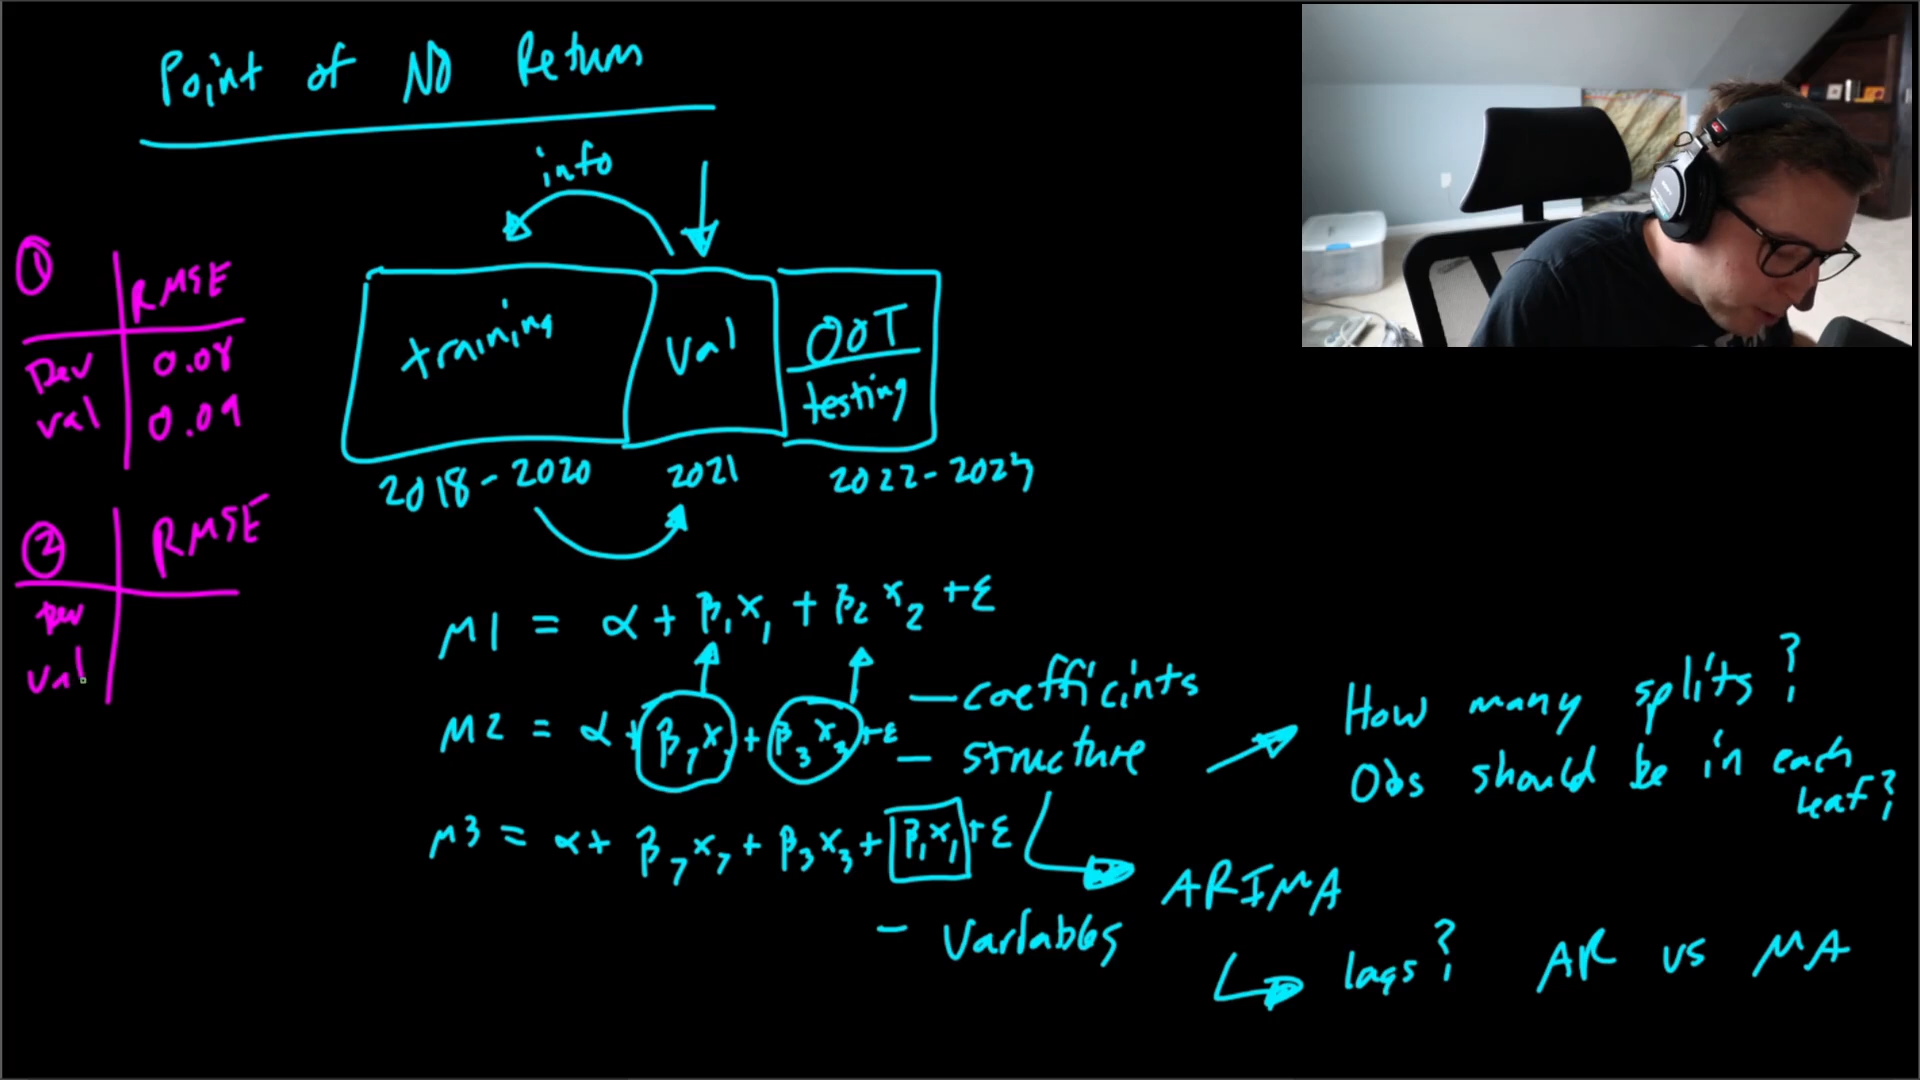 Point of No Return
info
training
val
OOT
testing
2018-2020
2021
2022-2023
① RMSE
Dev 0.08
val 0.09
② RMSE
Dev
val
M1 = α + β₁x₁ + β₂x₂ + ε
M2 = α + β₇x₇ + β₃x₃ + ε
M3 = α + β₇x₇ + β₃x₃ + β₁x₁ + ε
- coefficints
- structure
- Variables
How many splits?
Obs should be in each
leaf?
ARIMA
lags? AR vs MA